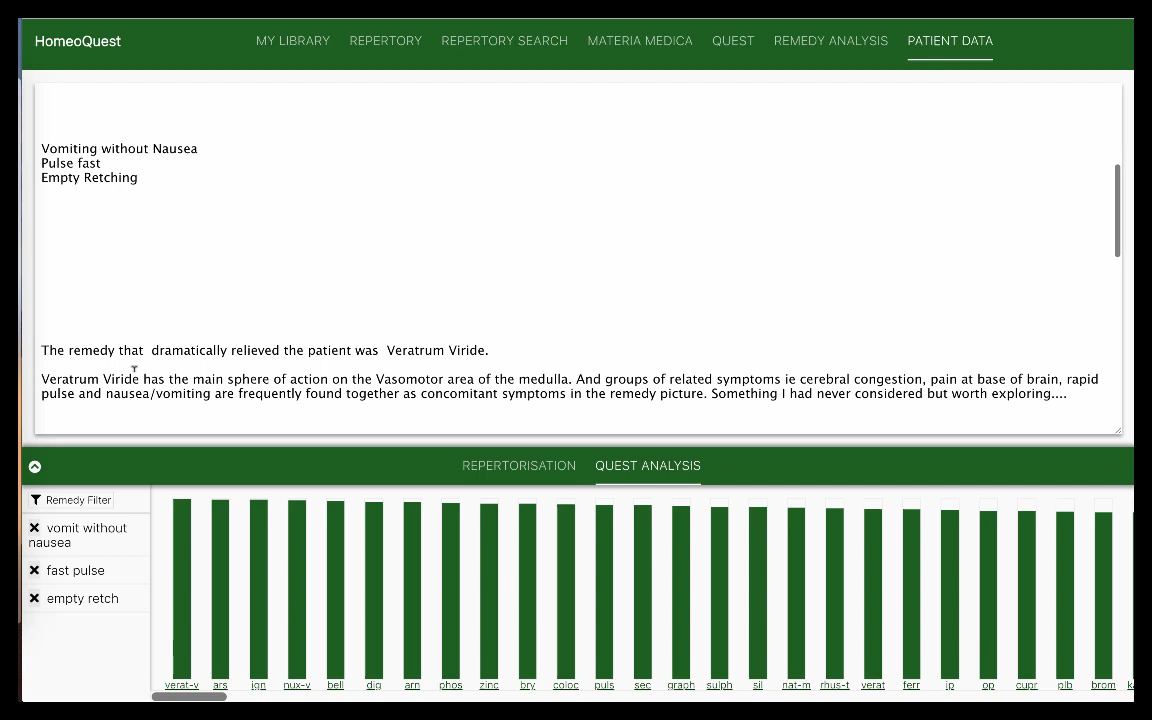 HomeoQuest
MY LIBRARY REPERTORY REPERTORY SEARCH MATERIA MEDICA QUEST REMEDY ANALYSIS PATIENT DATA
Vomiting without Nausea
Pulse fast
Empty Retching
The remedy that  dramatically relieved the patient was  Veratrum Viride.
Veratrum Viride has the main sphere of action on the Vasomotor area of the medulla. And groups of related symptoms ie cerebral congestion, pain at base of brain, rapid
pulse and nausea/vomiting are frequently found together as concomitant symptoms in the remedy picture. Something I had never considered but worth exploring....
REPERTORISATION QUEST ANALYSIS
Remedy Filter
vomit without
nausea
fast pulse
empty retch
verat-v ars ign nux-v bell dig arn phos zinc bry coloc puls sec graph sulph sil nat-m rhus-t verat ferr ip op cupr plb brom